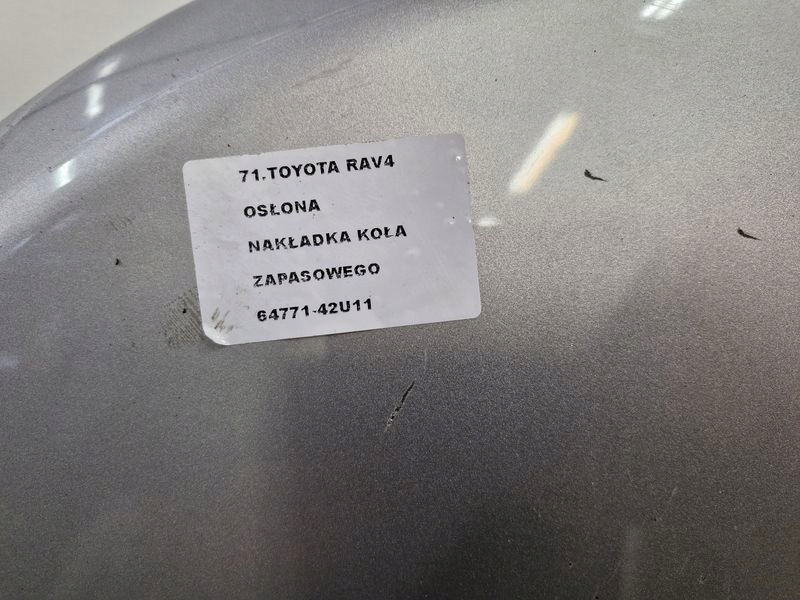 71.TOYOTA RAV4
OSŁONA
NAKŁADKA KOŁA
ZAPASOWEGO
64771-42U11